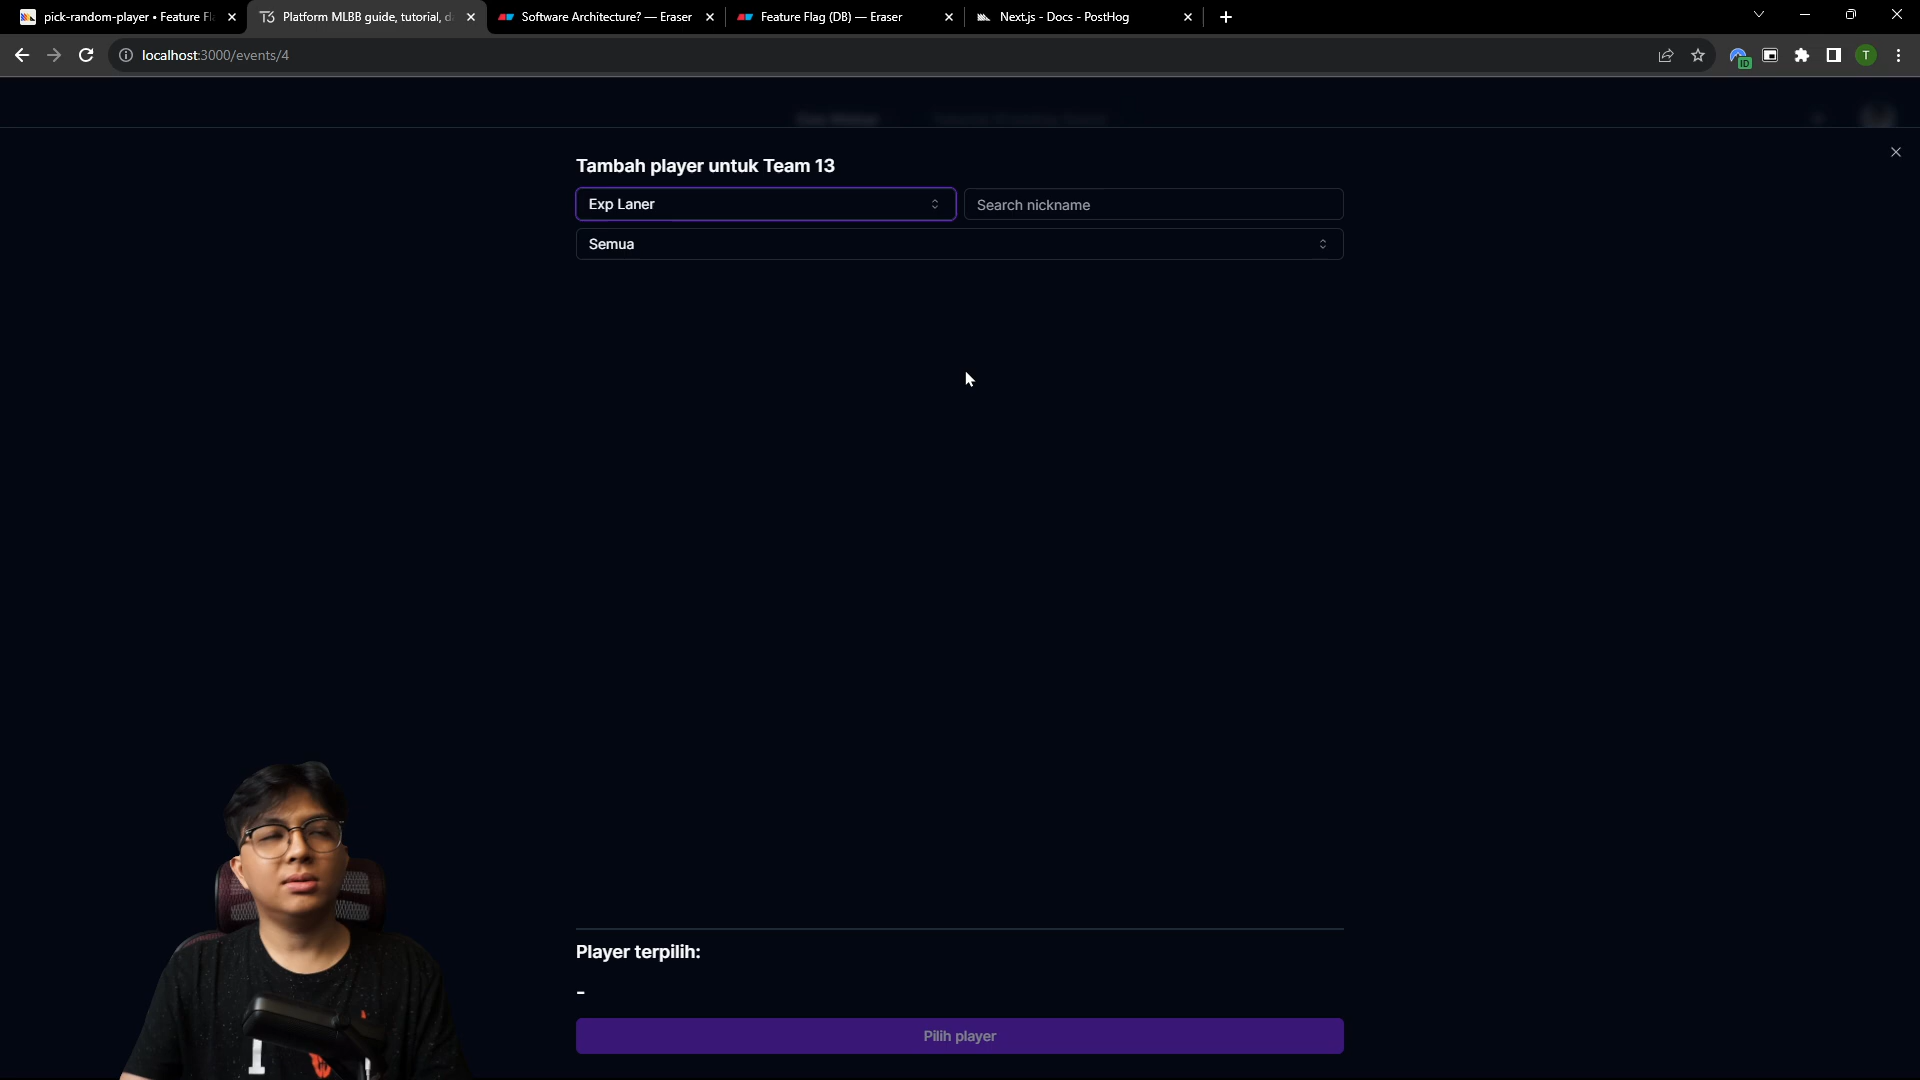 pick-random-player • Feature Fl
T3 Platform MLBB guide, tutorial, d
Software Architecture? — Eraser
Feature Flag (DB) — Eraser
Next.js - Docs - PostHog
localhost:3000/events/4
ID
T
Tambah player untuk Team 13
Exp Laner
Search nickname
Semua
Player terpilih:
-
Pilih player